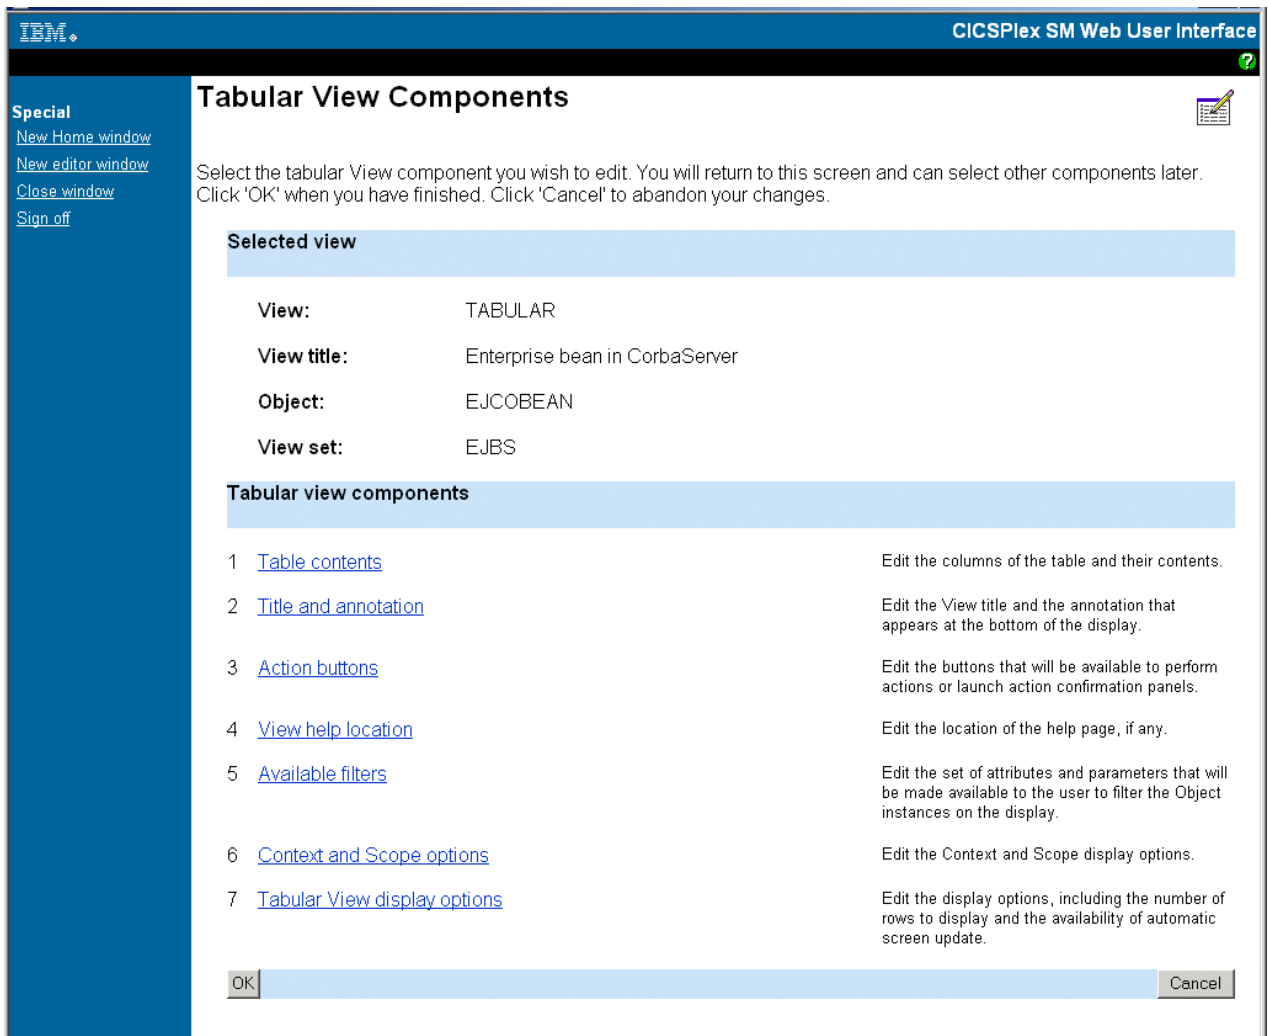 IBM.
CICSPlex SM Web User Interface
?
Special
New Home window
New editor window
Close window
Sign off
Tabular View Components
Select the tabular View component you wish to edit. You will return to this screen and can select other components later.
Click 'OK' when you have finished. Click 'Cancel' to abandon your changes.
Selected view
View: TABULAR
View title: Enterprise bean in CorbaServer
Object: EJCOBEAN
View set: EJBS
Tabular view components
1 Table contents Edit the columns of the table and their contents.
2 Title and annotation Edit the View title and the annotation that
appears at the bottom of the display.
3 Action buttons Edit the buttons that will be available to perform
actions or launch action confirmation panels.
4 View help location Edit the location of the help page, if any.
5 Available filters Edit the set of attributes and parameters that will
be made available to the user to filter the Object
instances on the display.
6 Context and Scope options Edit the Context and Scope display options.
7 Tabular View display options Edit the display options, including the number of
rows to display and the availability of automatic
screen update.
OK Cancel